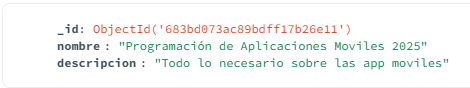 _id: ObjectId('683bd073ac89bdff17b26e11')
nombre : "Programación de Aplicaciones Moviles 2025"
descripcion : "Todo lo necesario sobre las app moviles"